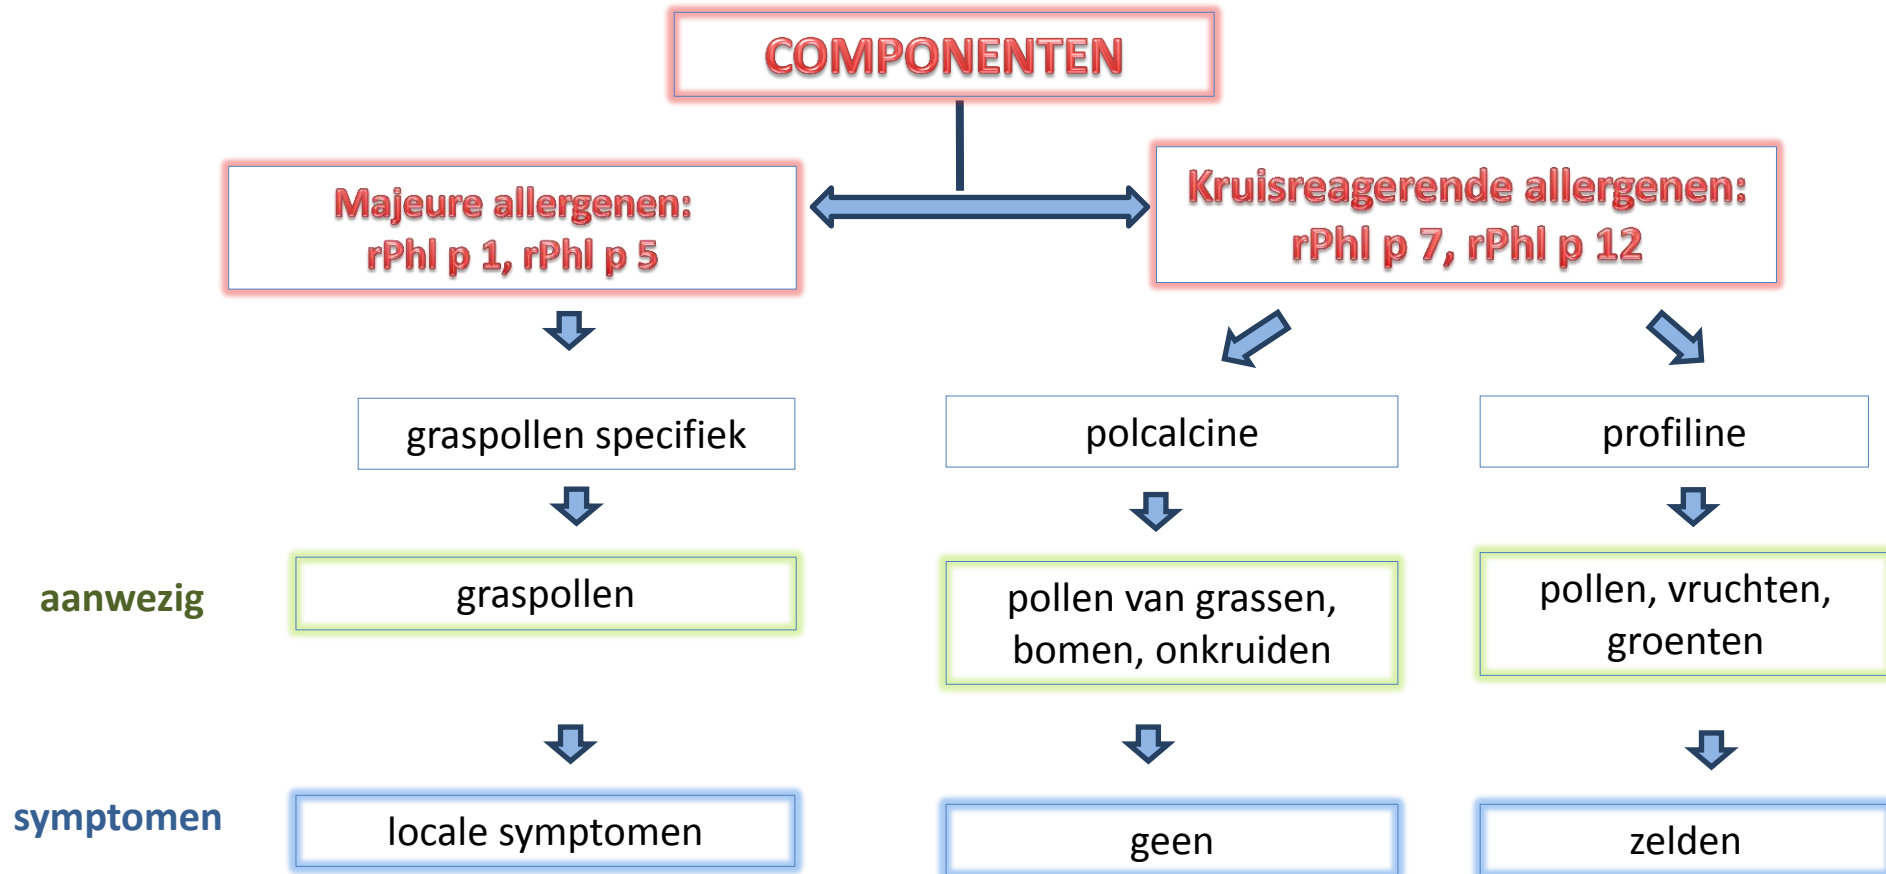 COMPONENTEN
Majeure allergenen:
rPhl p 1, rPhl p 5
Kruisreagerende allergenen:
rPhl p 7, rPhl p 12
graspollen specifiek
polcalcine
profiline
aanwezig
graspollen
pollen van grassen,
bomen, onkruiden
pollen, vruchten,
groenten
symptomen
locale symptomen
geen
zelden